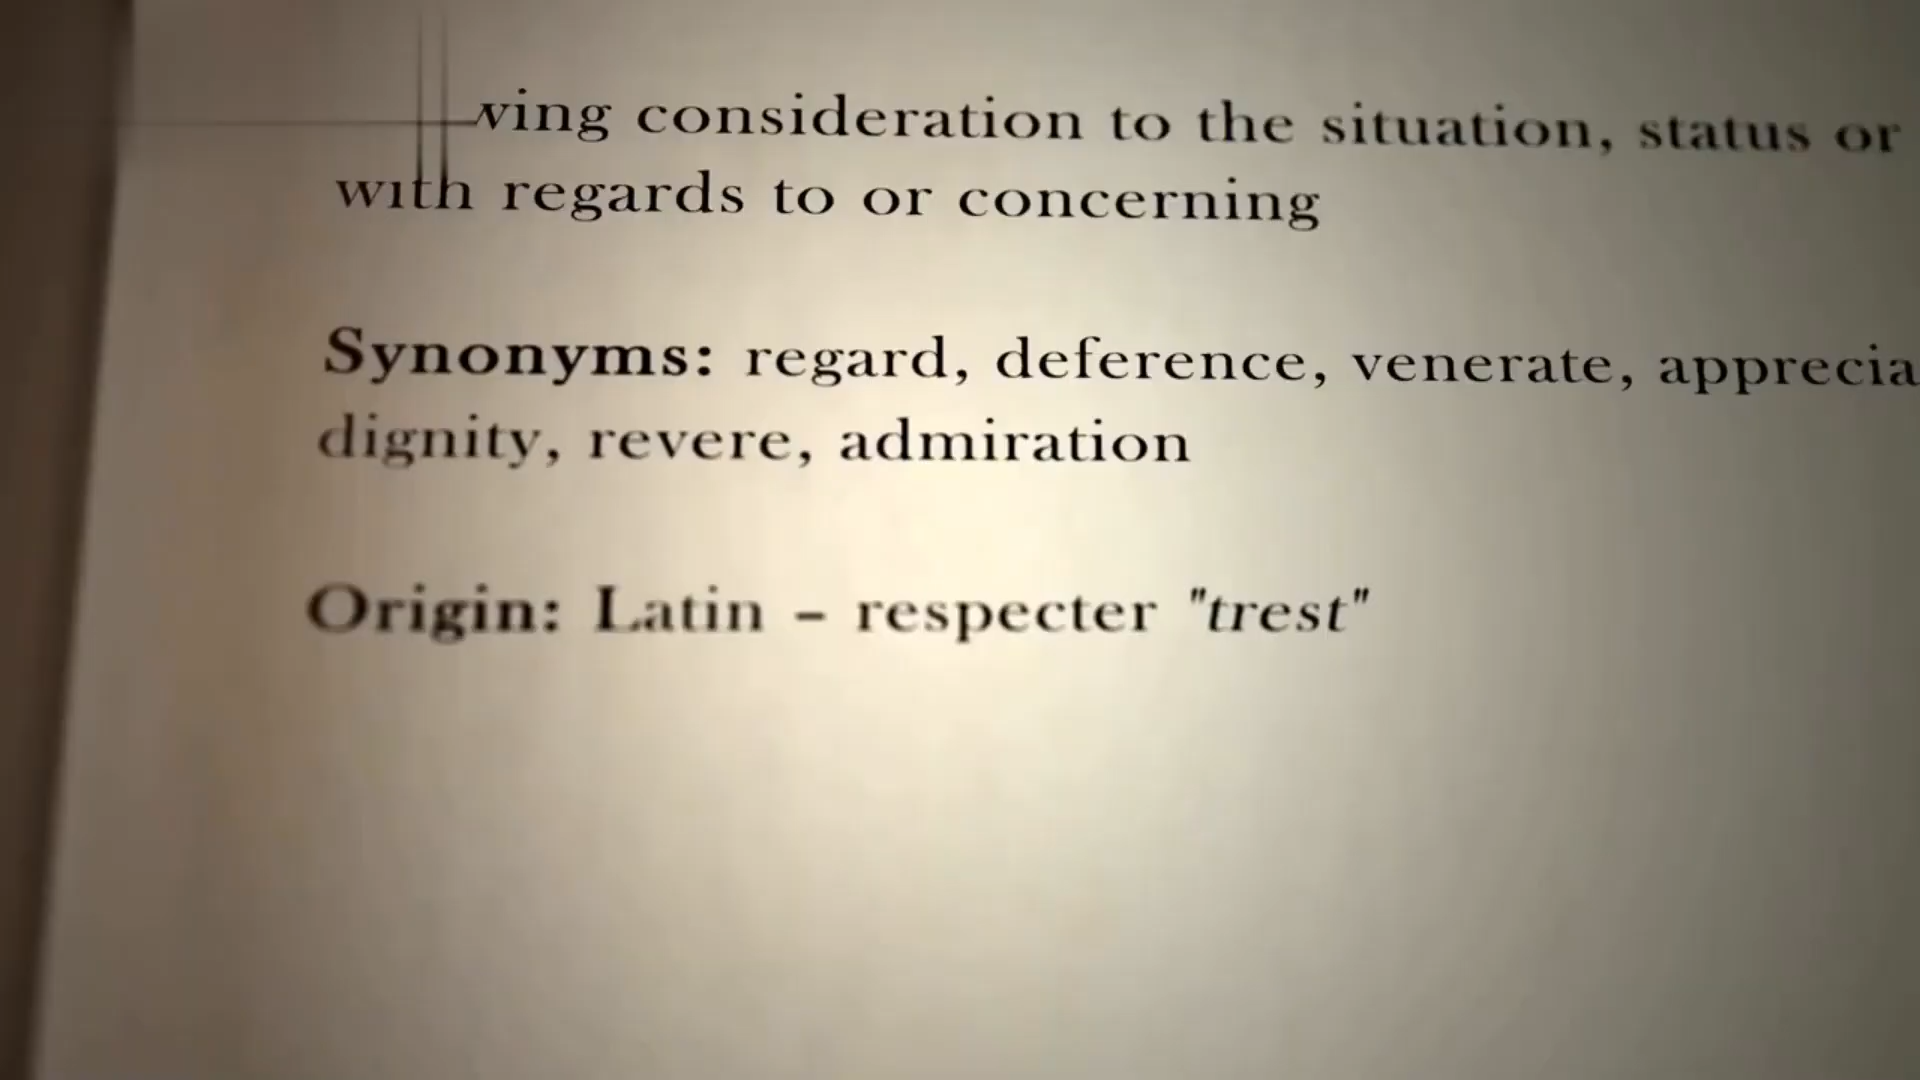 ving consideration to the situation, status or
with regards to or concerning
Synonyms: regard, deference, venerate, apprecia
dignity, revere, admiration
Origin: Latin – respecter "trest"